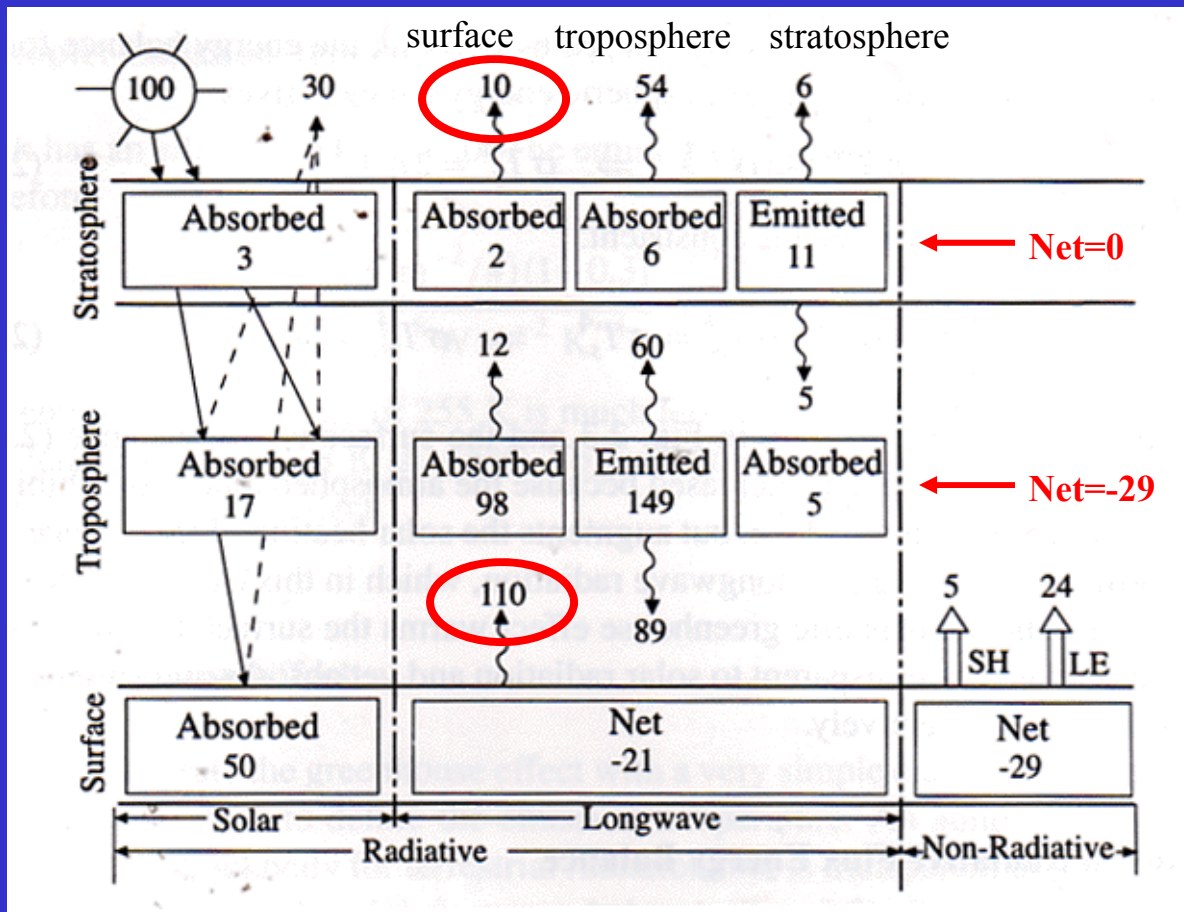 surface troposphere stratosphere
100 30 10 54 6
Stratosphere
Absorbed
3
Absorbed
2
Absorbed
6
Emitted
11
Net=0
12 60
5
Troposphere
Absorbed
17
Absorbed
98
Emitted
149
Absorbed
5
Net=-29
110
89
5 24
SH LE
Surface
Absorbed
50
Net
-21
Net
-29
Solar Longwave
Radiative Non-Radiative